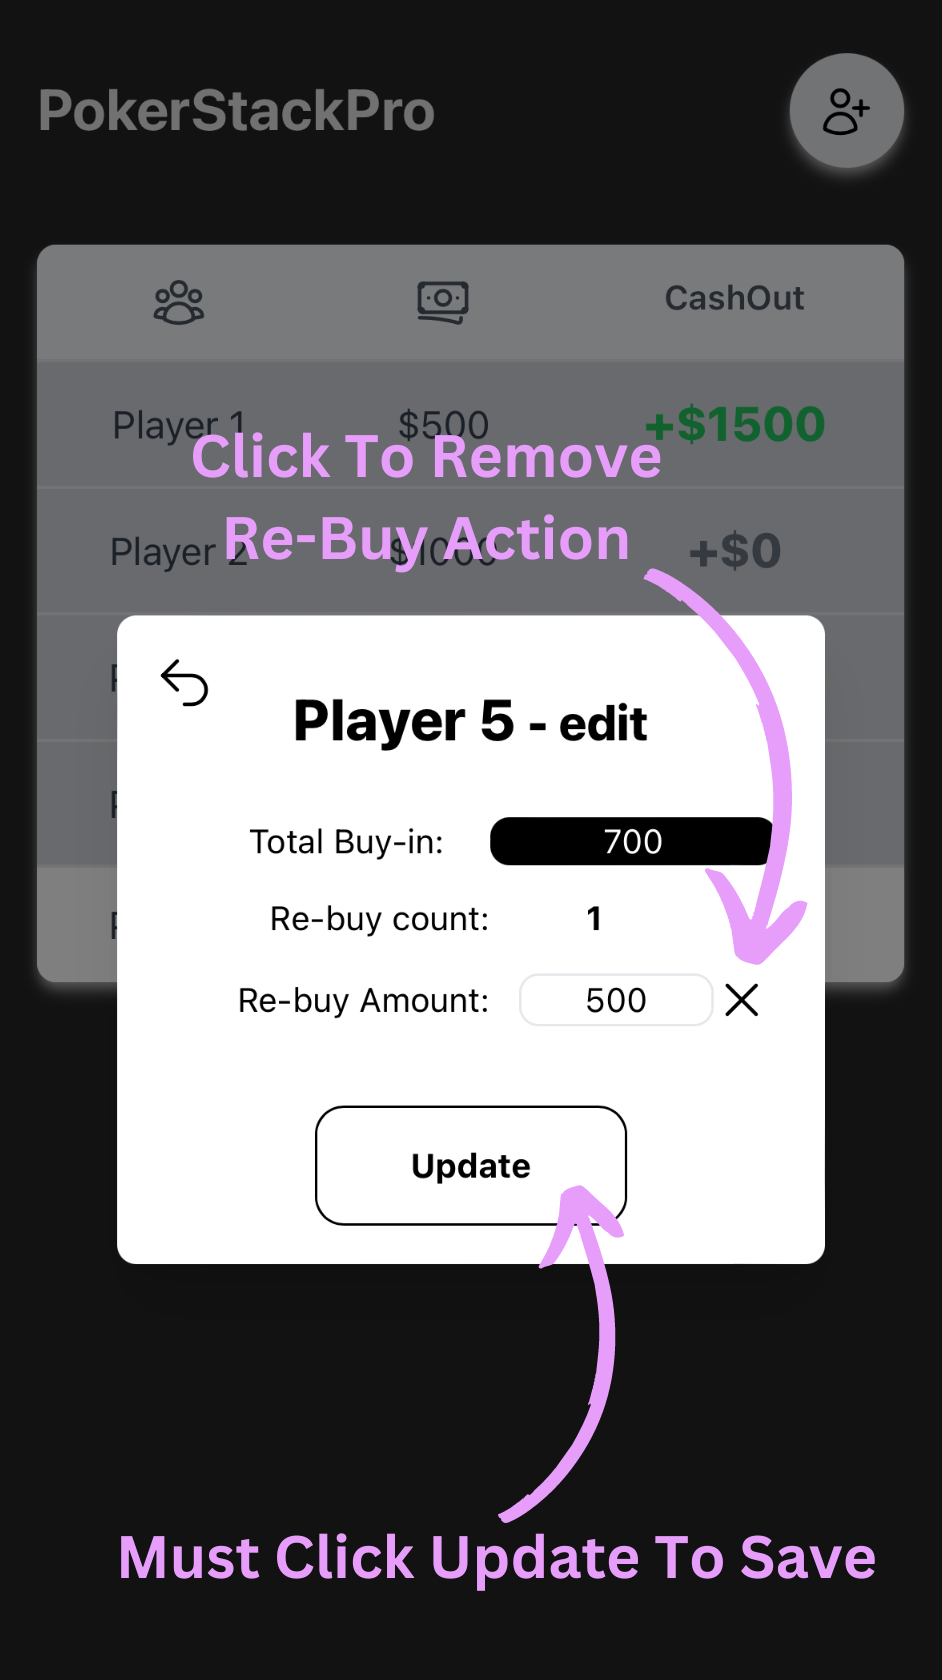 PokerStackPro
CashOut
Player 1 $500 +$1500
Click To Remove
Player 2 $1000 +$0
Re-Buy Action
Player 5 - edit
Total Buy-in: 700
Re-buy count: 1
Re-buy Amount: 500
Update
Must Click Update To Save